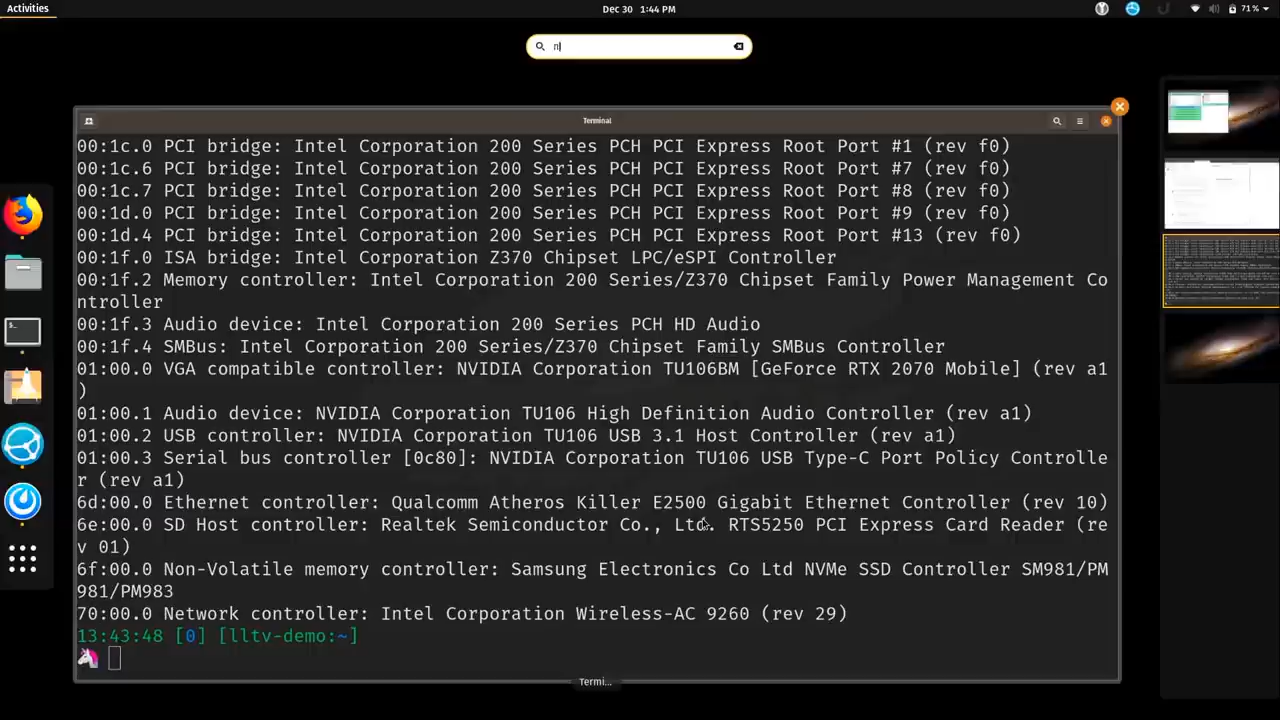 Activities
Dec 30 1:44 PM
71%
n
Terminal
00:1c.0 PCI bridge: Intel Corporation 200 Series PCH PCI Express Root Port #1 (rev f0)
00:1c.6 PCI bridge: Intel Corporation 200 Series PCH PCI Express Root Port #7 (rev f0)
00:1c.7 PCI bridge: Intel Corporation 200 Series PCH PCI Express Root Port #8 (rev f0)
00:1d.0 PCI bridge: Intel Corporation 200 Series PCH PCI Express Root Port #9 (rev f0)
00:1d.4 PCI bridge: Intel Corporation 200 Series PCH PCI Express Root Port #13 (rev f0)
00:1f.0 ISA bridge: Intel Corporation Z370 Chipset LPC/eSPI Controller
00:1f.2 Memory controller: Intel Corporation 200 Series/Z370 Chipset Family Power Management Co
ntroller
00:1f.3 Audio device: Intel Corporation 200 Series PCH HD Audio
00:1f.4 SMBus: Intel Corporation 200 Series/Z370 Chipset Family SMBus Controller
01:00.0 VGA compatible controller: NVIDIA Corporation TU106BM [GeForce RTX 2070 Mobile] (rev a1
)
01:00.1 Audio device: NVIDIA Corporation TU106 High Definition Audio Controller (rev a1)
01:00.2 USB controller: NVIDIA Corporation TU106 USB 3.1 Host Controller (rev a1)
01:00.3 Serial bus controller [0c80]: NVIDIA Corporation TU106 USB Type-C Port Policy Controlle
r (rev a1)
6d:00.0 Ethernet controller: Qualcomm Atheros Killer E2500 Gigabit Ethernet Controller (rev 10)
6e:00.0 SD Host controller: Realtek Semiconductor Co., Ltd. RTS5250 PCI Express Card Reader (re
v 01)
6f:00.0 Non-Volatile memory controller: Samsung Electronics Co Ltd NVMe SSD Controller SM981/PM
981/PM983
70:00.0 Network controller: Intel Corporation Wireless-AC 9260 (rev 29)
13:43:48 [0] [lltv-demo:~]
Termi...